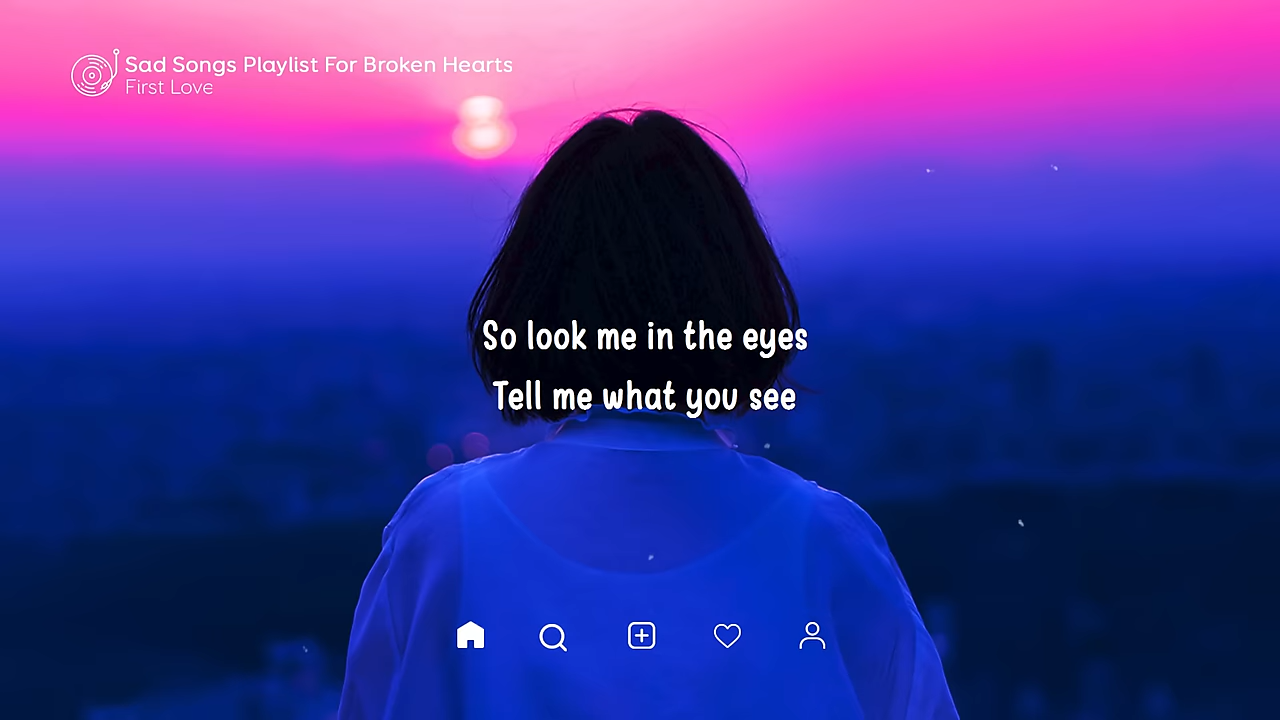 Sad Songs Playlist For Broken Hearts
First Love
So look me in the eyes
Tell me what you see